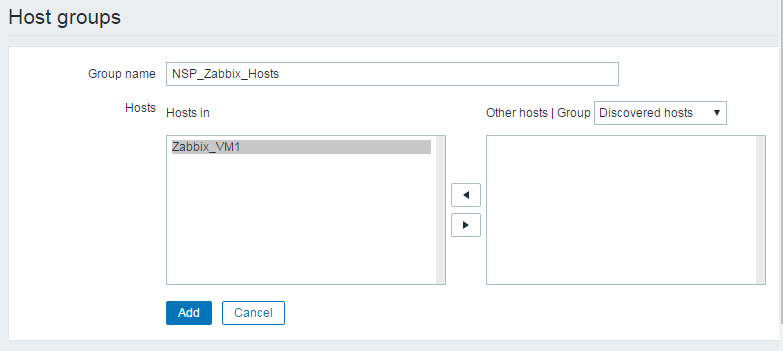 Host groups
Group name NSP_Zabbix_Hosts
Hosts Hosts in Other hosts | Group Discovered hosts
Zabbix_VM1
Add Cancel